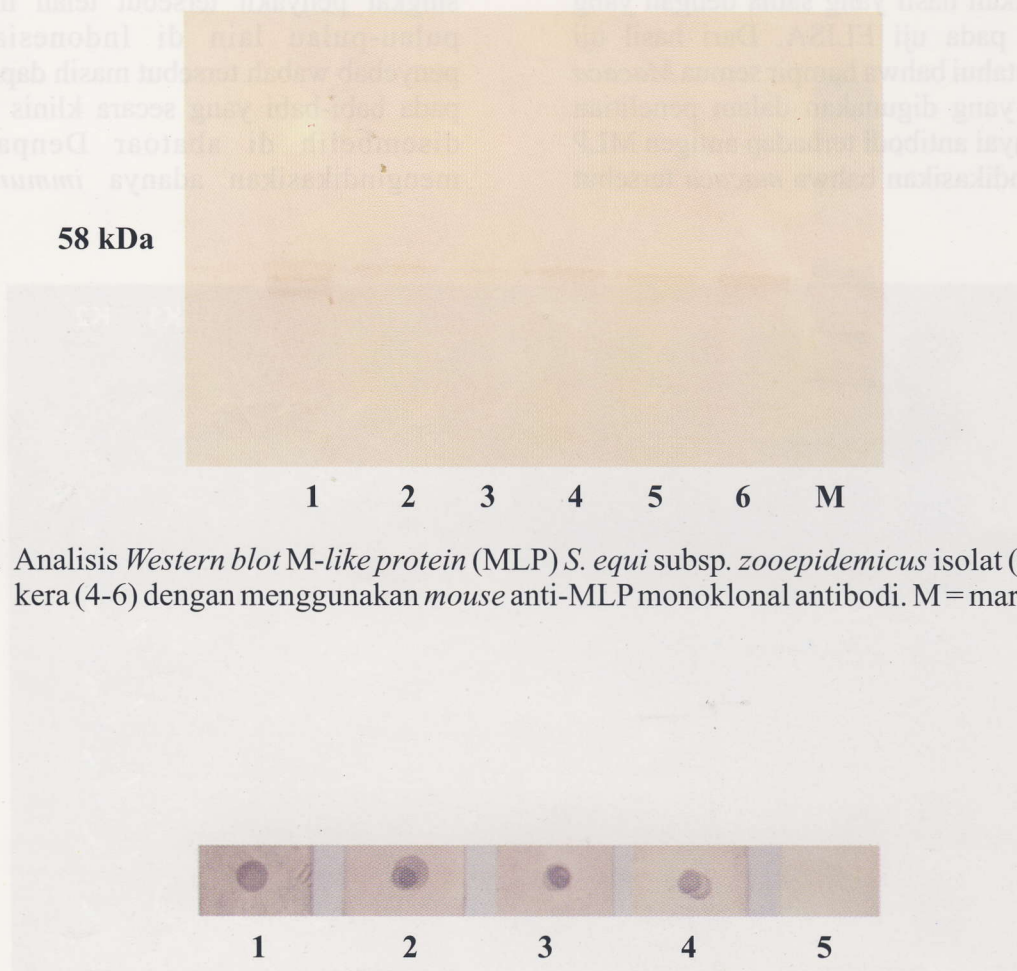 58 kDa
1 2 3 4 5 6 M
Analisis Western blot M-like protein (MLP) S. equi subsp. zooepidemicus isolat (
kera (4-6) dengan menggunakan mouse anti-MLP monoklonal antibodi. M = mar
1 2 3 4 5